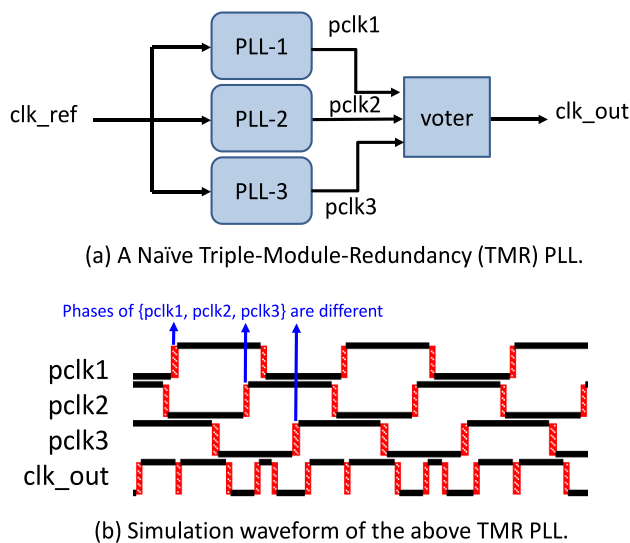 pclk1
PLL-1
clk_ref
PLL-2
pclk2
voter
clk_out
PLL-3
pclk3
(a) A Naïve Triple-Module-Redundancy (TMR) PLL.
Phases of {pclk1, pclk2, pclk3} are different
pclk1
pclk2
pclk3
clk_out
(b) Simulation waveform of the above TMR PLL.